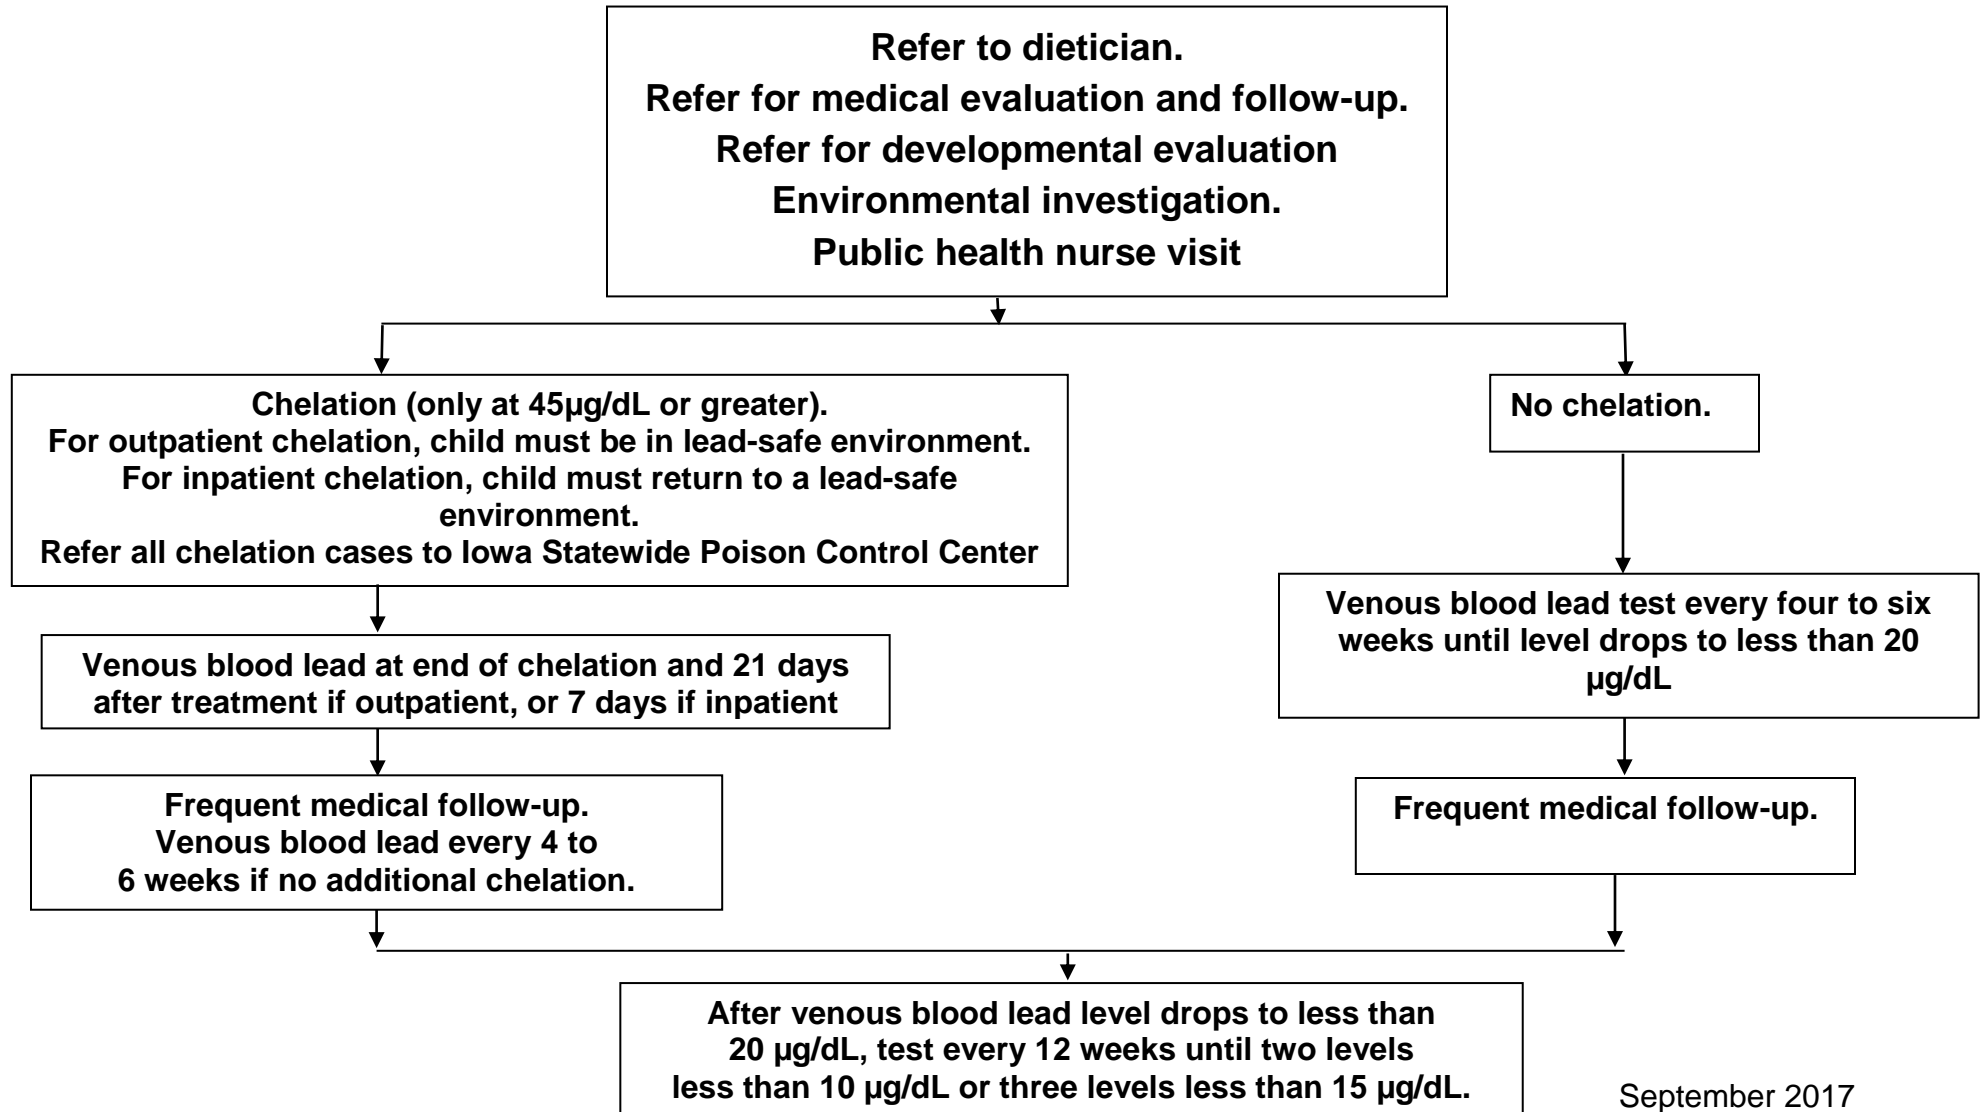 Refer to dietician.
Refer for medical evaluation and follow-up.
Refer for developmental evaluation
Environmental investigation.
Public health nurse visit
Chelation (only at 45µg/dL or greater).
For outpatient chelation, child must be in lead-safe environment.
For inpatient chelation, child must return to a lead-safe
environment.
Refer all chelation cases to Iowa Statewide Poison Control Center
No chelation.
Venous blood lead at end of chelation and 21 days
after treatment if outpatient, or 7 days if inpatient
Venous blood lead test every four to six
weeks until level drops to less than 20
µg/dL
Frequent medical follow-up.
Venous blood lead every 4 to
6 weeks if no additional chelation.
Frequent medical follow-up.
After venous blood lead level drops to less than
20 µg/dL, test every 12 weeks until two levels
less than 10 µg/dL or three levels less than 15 µg/dL.
September 2017